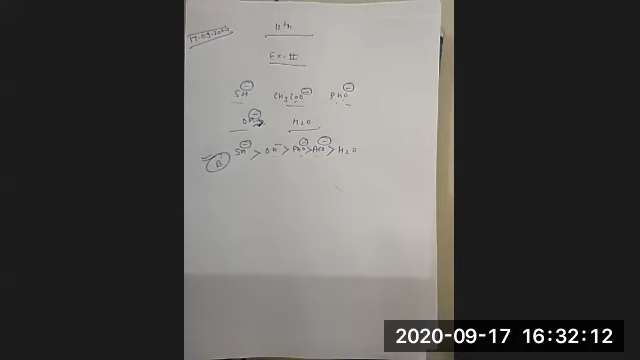 17.09.2020
12th
Ex-II
SH⁻ CH₃COO⁻ PhO⁻
OH⁻ H₂O
(B) SH⁻ > OH⁻ > PhO⁻ > AcO⁻ > H₂O
2020-09-17 16:32:12